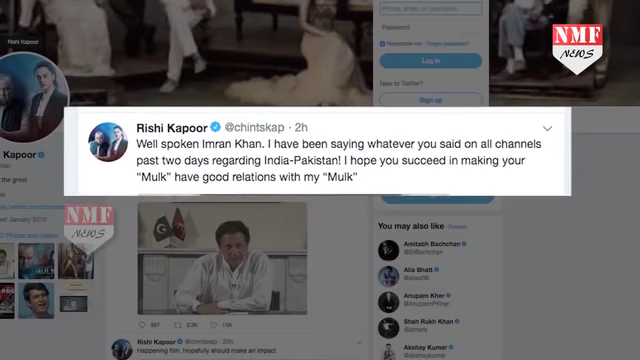 Phone, email or username
Password
Remember me · Forgot password?
Log in
New to Twitter?
Sign up
NMF
NEWS
Rishi Kapoor
Rishi Kapoor @chintskap · 2h
Well spoken Imran Khan. I have been saying whatever you said on all channels
past two days regarding India-Pakistan! I hope you succeed in making your
"Mulk” have good relations with my “Mulk”
Kapoor
the grind
January 2010
NMF
NEWS
You may also like · Refresh
Amitabh Bachchan
@SrBachchan
Alia Bhatt
@aliaa08
Anupam Kher
@AnupamPKher
Shah Rukh Khan
@iamsrk
Akshay Kumar
@akshaykumar
Rishi Kapoor @chintskap · 22h
Happening film. Hopefully should make an impact